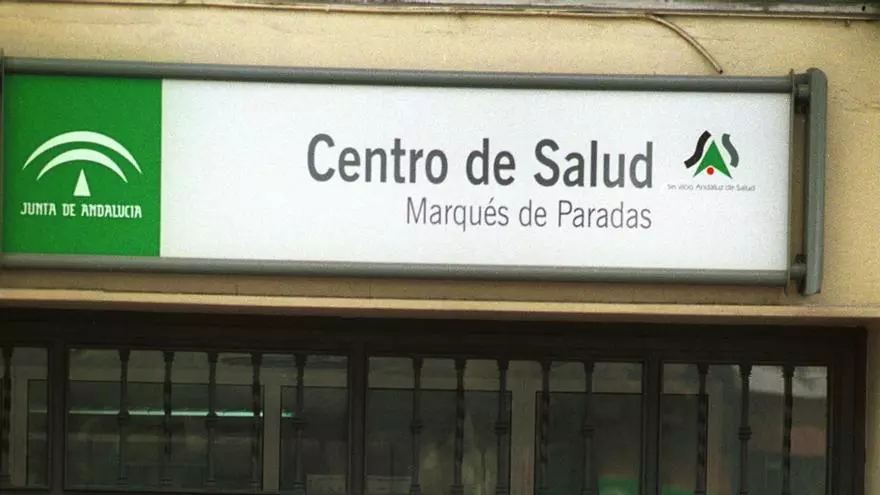 JUNTA DE ANDALUCIA
Centro de Salud
Marqués de Paradas
Servicio Andaluz de Salud